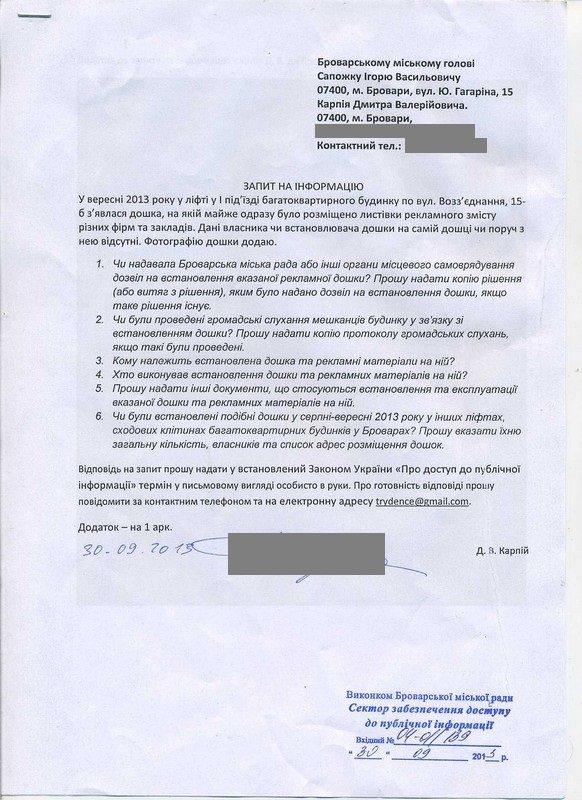 Броварському міському голові
Сапожку Ігорю Васильовичу
07400, м. Бровари, вул. Ю. Гагаріна, 15
Карпія Дмитра Валерійовича.
07400, м. Бровари,
Контактний тел.:
ЗАПИТ НА ІНФОРМАЦІЮ
У вересні 2013 року у ліфті у І під’їзді багатоквартирного будинку по вул. Возз’єднання, 15-
б з’явлася дошка, на якій майже одразу було розміщено листівки рекламного змісту
різних фірм та закладів. Дані власника чи встановлювача дошки на самій дошці чи поруч з
нею відсутні. Фотографію дошки додаю.
1. Чи надавала Броварська міська рада або інші органи місцевого самоврядування
дозвіл на встановлення вказаної рекламної дошки? Прошу надати копію рішення
(або витяг з рішення), яким було надано дозвіл на встановлення дошки, якщо
таке рішення існує.
2. Чи були проведені громадські слухання мешканців будинку у зв’язку зі
встановленням дошки? Прошу надати копію протоколу громадських слухань,
якщо такі були проведені.
3. Кому належить встановлена дошка та рекламні матеріали на ній?
4. Хто виконував встановлення дошки та рекламних матеріалів на ній?
5. Прошу надати інші документи, що стосуються встановлення та експлуатації
вказаної дошки та рекламних матеріалів на ній.
6. Чи були встановлені подібні дошки у серпні-вересні 2013 року у інших ліфтах,
сходових клітинах багатоквартирних будинків у Броварах? Прошу вказати їхню
загальну кількість, власників та список адрес розміщення дошок.
Відповідь на запит прошу надати у встановлений Законом України «Про доступ до публічної
інформації» термін у письмовому вигляді особисто в руки. Про готовність відповіді прошу
повідомити за контактним телефоном та на електронну адресу trydence@gmail.com.
Додаток – на 1 арк.
30.09.2013
Д. В. Карпій
Виконком Броварської міської ради
Сектор забезпечення доступу
до публічної інформації
Вхідний № 04-01/139
"30" 09 2013 р.